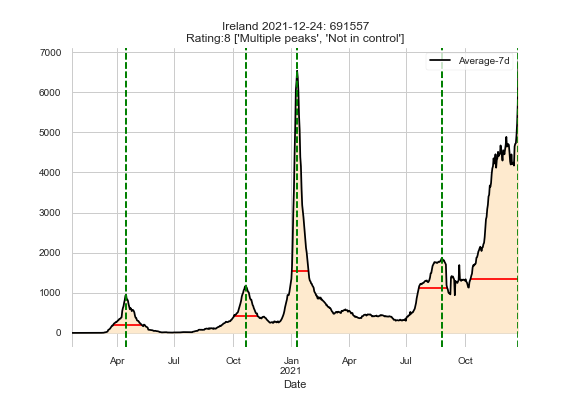 Ireland 2021-12-24: 691557
Rating:8 ['Multiple peaks', 'Not in control']
Average-7d
7000
6000
5000
4000
3000
2000
1000
0
Apr Jul Oct Jan Apr Jul Oct
2021
Date